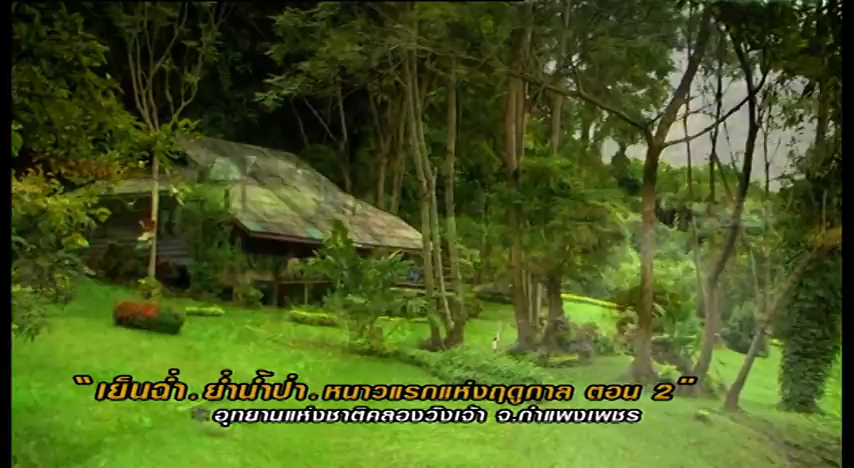 "เย็นฉ่ำ.ย่ำน้ำป่า.หนาวแรกแห่งฤดูกาล ตอน 2"
อุทยานแห่งชาติคลองวังเจ้า จ.กำแพงเพชร